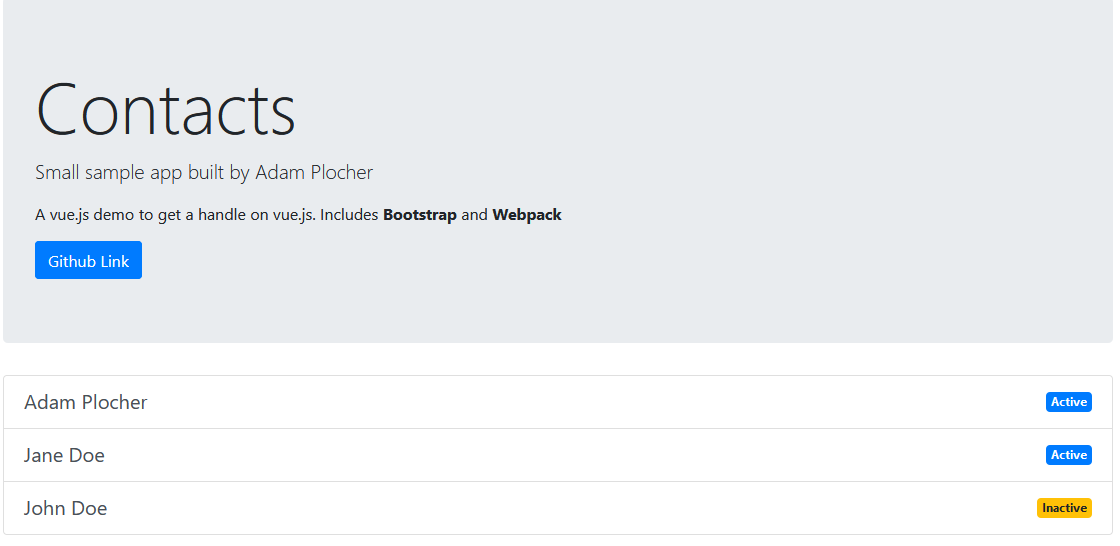 Contacts
Small sample app built by Adam Plocher
A vue.js demo to get a handle on vue.js. Includes Bootstrap and Webpack
Github Link
Adam Plocher Active
Jane Doe Active
John Doe Inactive